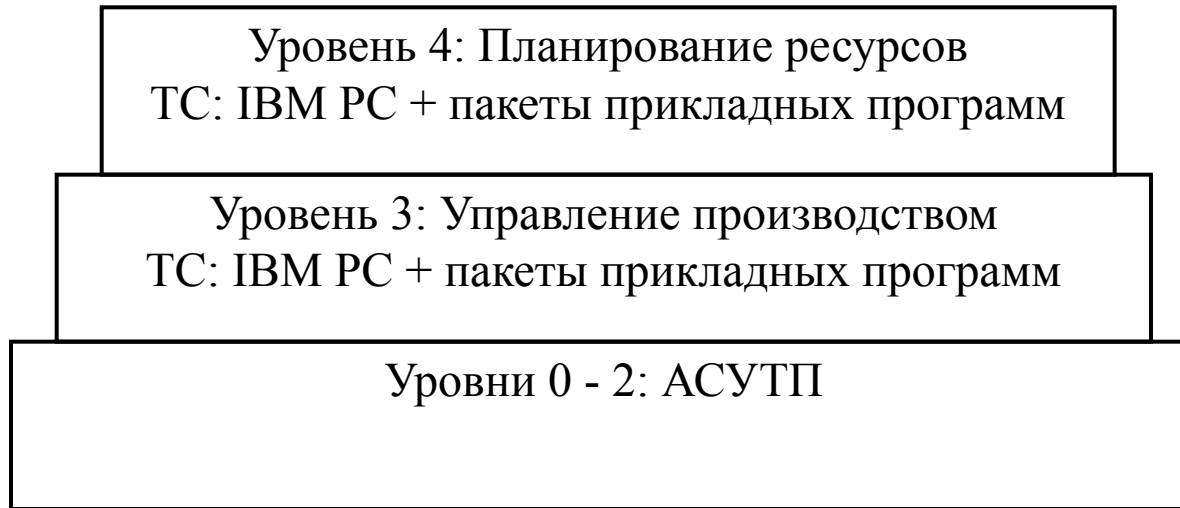 Уровень 4: Планирование ресурсов
ТС: IBM PC + пакеты прикладных программ
Уровень 3: Управление производством
ТС: IBM PC + пакеты прикладных программ
Уровни 0 - 2: АСУТП